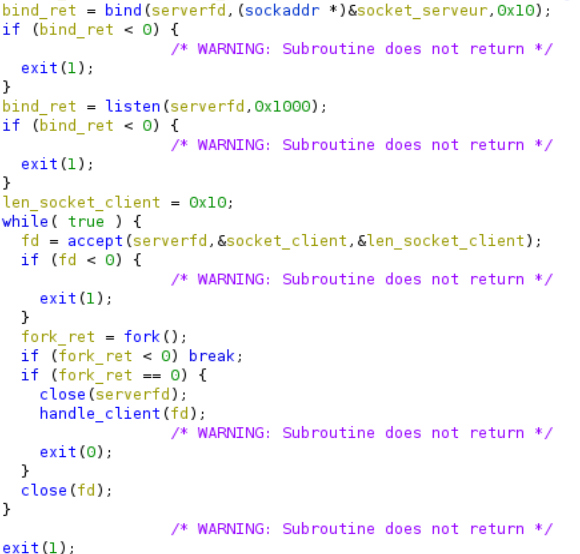 bind_ret = bind(serverfd,(sockaddr *)&socket_serveur,0x10);
if (bind_ret < 0) {
                  /* WARNING: Subroutine does not return */
  exit(1);
}
bind_ret = listen(serverfd,0x1000);
if (bind_ret < 0) {
                  /* WARNING: Subroutine does not return */
  exit(1);
}
len_socket_client = 0x10;
while( true ) {
  fd = accept(serverfd,&socket_client,&len_socket_client);
  if (fd < 0) {
                  /* WARNING: Subroutine does not return */
    exit(1);
  }
  fork_ret = fork();
  if (fork_ret < 0) break;
  if (fork_ret == 0) {
    close(serverfd);
    handle_client(fd);
                  /* WARNING: Subroutine does not return */
    exit(0);
  }
  close(fd);
}
                  /* WARNING: Subroutine does not return */
exit(1);